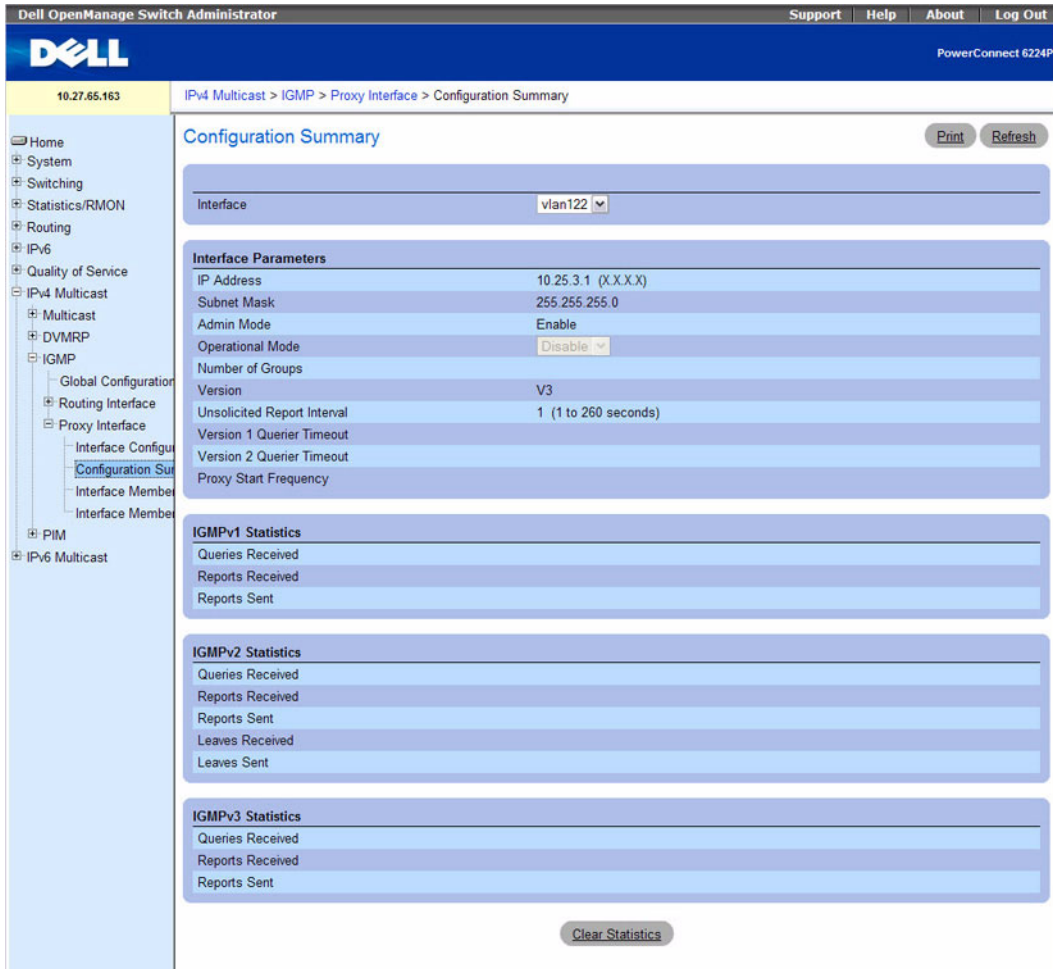 Dell OpenManage Switch Administrator
Support Help About Log Out
DELL
PowerConnect 6224P
10.27.65.163
IPv4 Multicast > IGMP > Proxy Interface > Configuration Summary
Home
System
Switching
Statistics/RMON
Routing
IPv6
Quality of Service
IPv4 Multicast
Multicast
DVMRP
IGMP
Global Configuration
Routing Interface
Proxy Interface
Interface Configu
Configuration Sur
Interface Member
Interface Member
PIM
IPv6 Multicast
Configuration Summary
Print Refresh
Interface vlan122
Interface Parameters
IP Address 10.25.3.1 (X.X.X.X)
Subnet Mask 255.255.255.0
Admin Mode Enable
Operational Mode Disable
Number of Groups
Version V3
Unsolicited Report Interval 1 (1 to 260 seconds)
Version 1 Querier Timeout
Version 2 Querier Timeout
Proxy Start Frequency
IGMPv1 Statistics
Queries Received
Reports Received
Reports Sent
IGMPv2 Statistics
Queries Received
Reports Received
Reports Sent
Leaves Received
Leaves Sent
IGMPv3 Statistics
Queries Received
Reports Received
Reports Sent
Clear Statistics